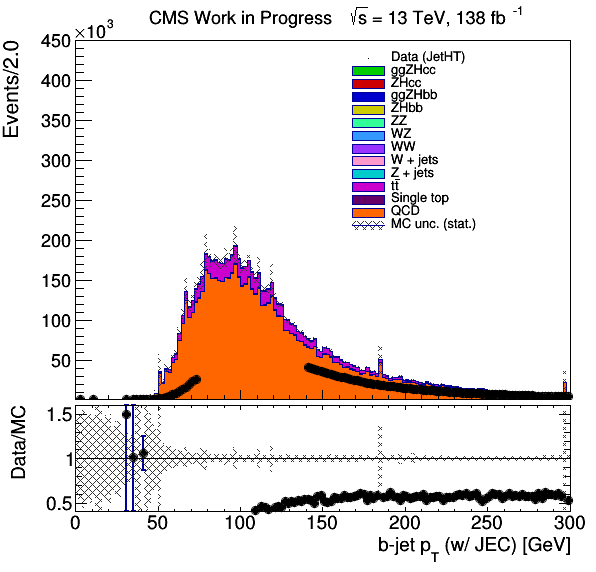 CMS Work in Progress √s = 13 TeV, 138 fb⁻¹
×10³
Events/2.0
450
400
350
300
250
200
150
100
50
Data (JetHT)
ggZHcc
ZHcc
ggZHbb
ZHbb
ZZ
WZ
WW
W + jets
Z + jets
tt̄
Single top
QCD
MC unc. (stat.)
Data/MC
1.5
1
0.5
0 50 100 150 200 250 300
b-jet p_T (w/ JEC) [GeV]